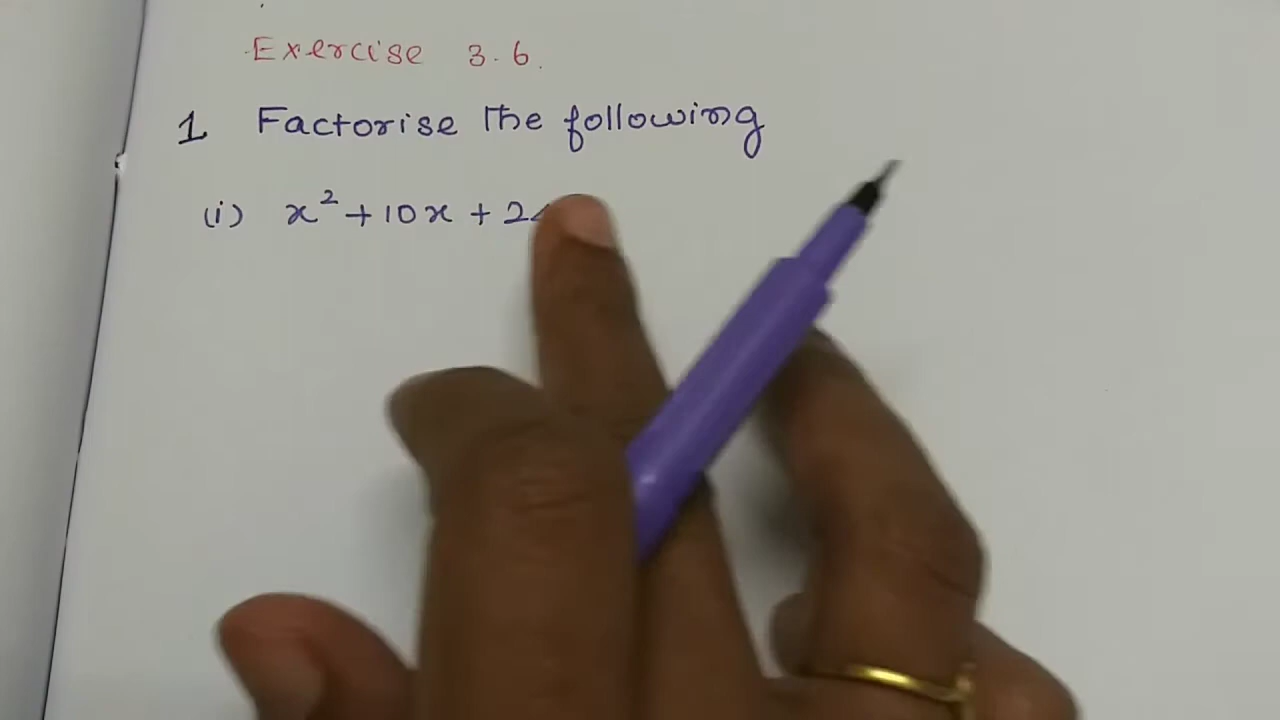 Exercise 3.6.
1 Factorise the following
(i) x² + 10x + 2